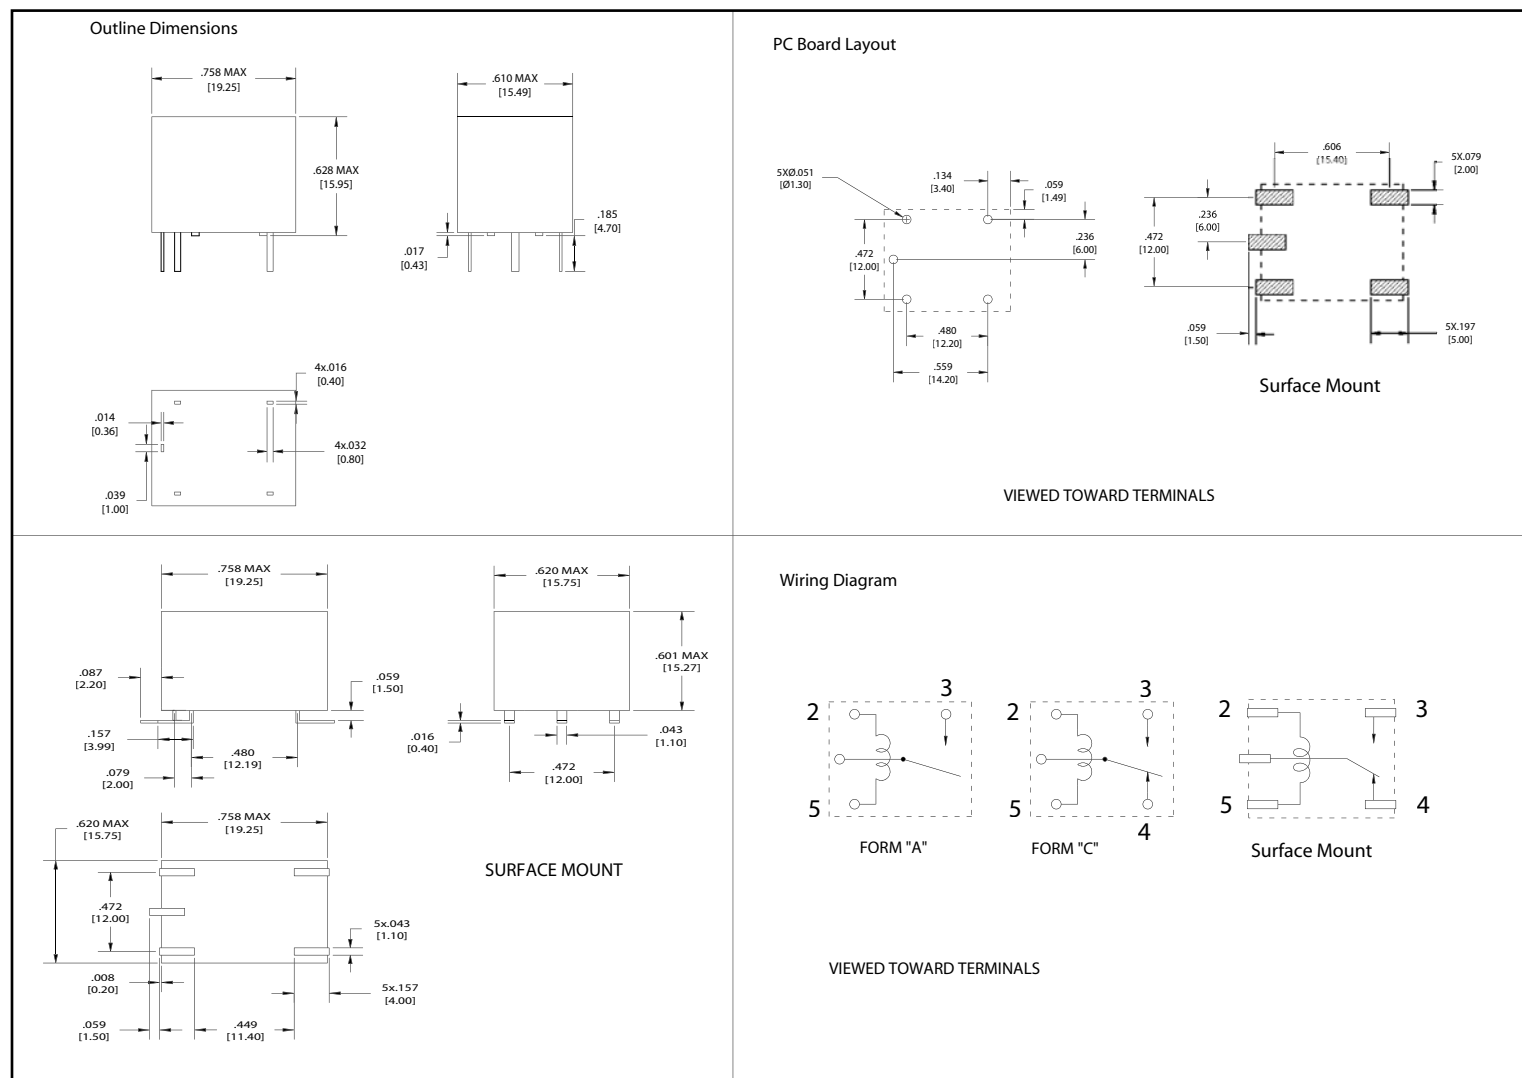 Outline Dimensions
.758 MAX
[19.25]
.610 MAX
[15.49]
.628 MAX
[15.95]
.185
[4.70]
.017
[0.43]
4x.016
[0.40]
.014
[0.36]
4x.032
[0.80]
.039
[1.00]
PC Board Layout
5XØ.051
[Ø1.30]
.134
[3.40]
.059
[1.49]
.472
[12.00]
.236
[6.00]
.480
[12.20]
.559
[14.20]
.606
[15.40]
5X.079
[2.00]
.236
[6.00]
.472
[12.00]
.059
[1.50]
5X.197
[5.00]
Surface Mount
VIEWED TOWARD TERMINALS
.758 MAX
[19.25]
.620 MAX
[15.75]
.601 MAX
[15.27]
.087
[2.20]
.059
[1.50]
.157
[3.99]
.480
[12.19]
.079
[2.00]
.016
[0.40]
.043
[1.10]
.472
[12.00]
.620 MAX
[15.75]
.758 MAX
[19.25]
SURFACE MOUNT
.472
[12.00]
5x.043
[1.10]
.008
[0.20]
5x.157
[4.00]
.059
[1.50]
.449
[11.40]
Wiring Diagram
2
3
5
FORM "A"
2
3
5
4
FORM "C"
2
3
5
4
Surface Mount
VIEWED TOWARD TERMINALS